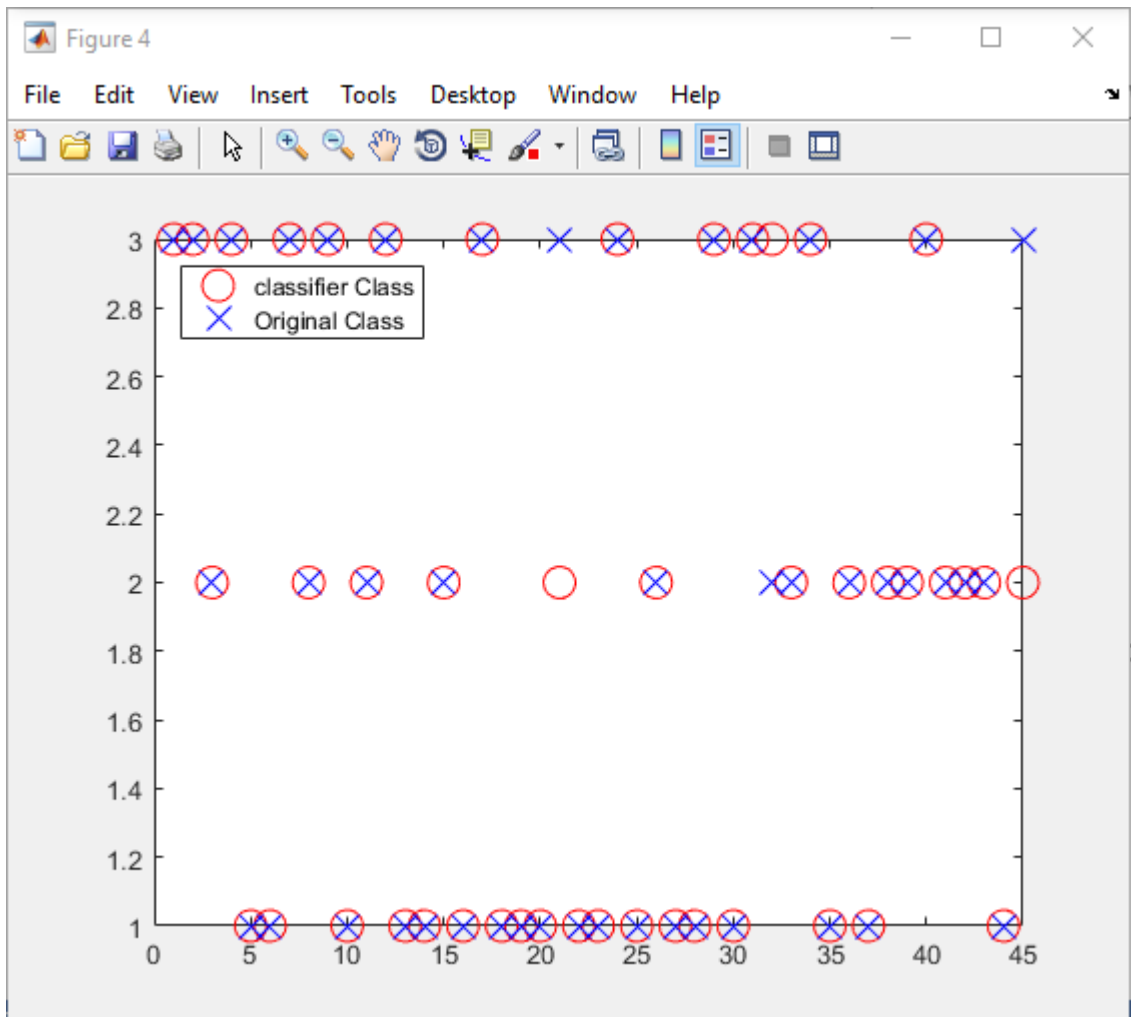 Figure 4
File Edit View Insert Tools Desktop Window Help
3
classifier Class
Original Class
2.8
2.6
2.4
2.2
2
1.8
1.6
1.4
1.2
1
0 5 10 15 20 25 30 35 40 45